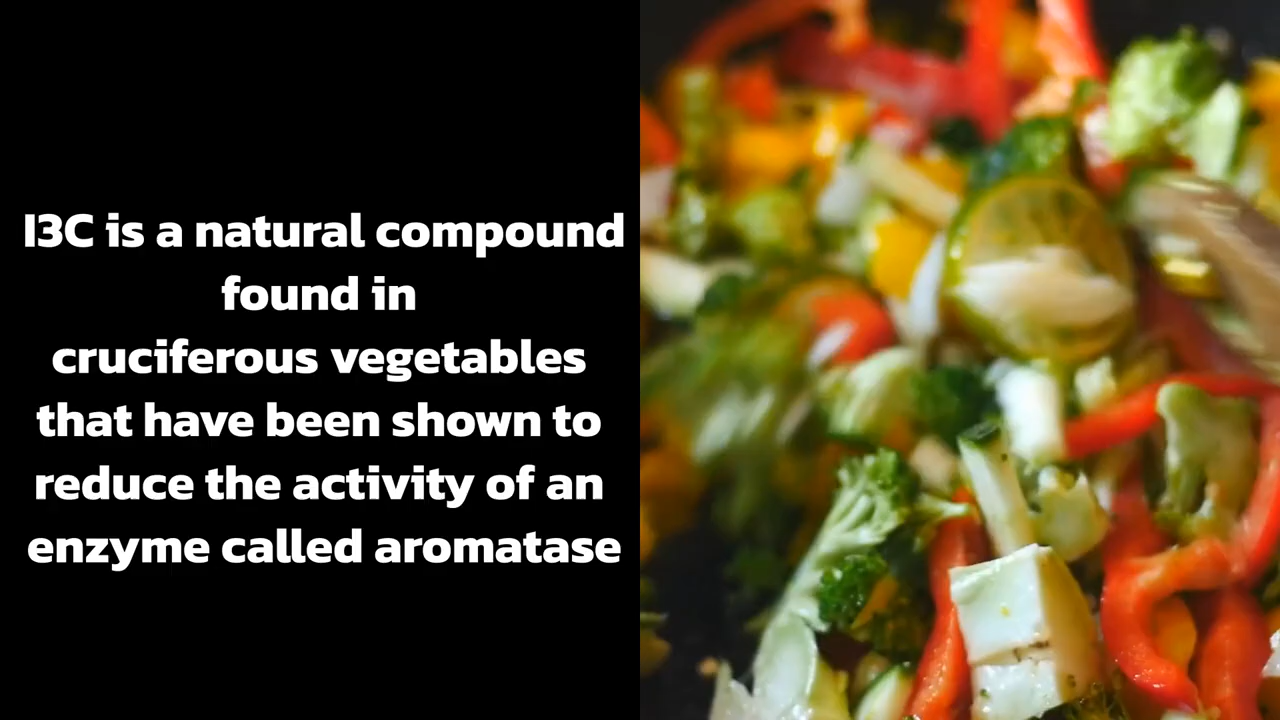 I3C is a natural compound
found in
cruciferous vegetables
that have been shown to
reduce the activity of an
enzyme called aromatase